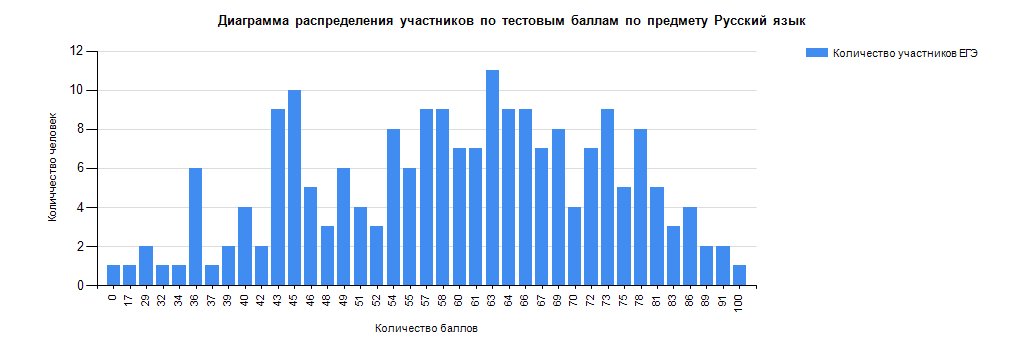 Диаграмма распределения участников по тестовым баллам по предмету Русский язык
Количество участников ЕГЭ
Количчество человек
12
10
8
6
4
2
0
0 17 29 32 34 36 37 39 40 42 43 45 46 48 49 51 52 54 55 57 58 60 61 63 64 66 67 69 70 72 73 75 78 81 83 86 89 91 100
Количество баллов